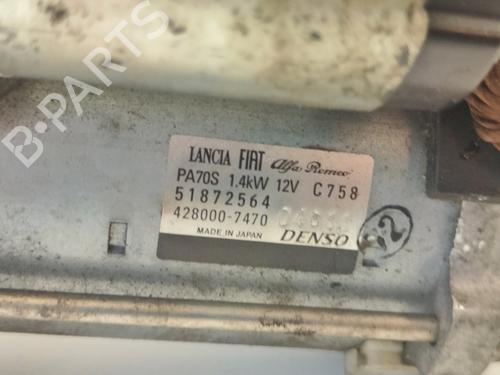 B-PARTS
LANCIA FIAT Alfa Romeo
PA70S 1.4kW 12V C758
51872564
428000-7470
MADE IN JAPAN DENSO